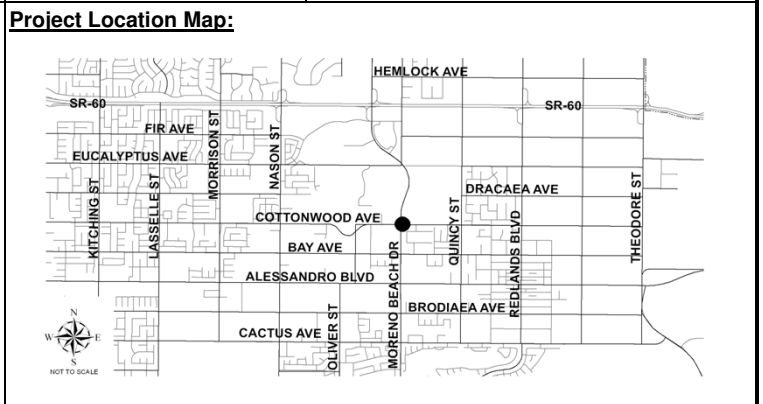 Project Location Map:
HEMLOCK AVE
SR-60
SR-60
FIR AVE
MORRISON ST
NASON ST
EUCALYPTUS AVE
KITCHING ST
LASSELLE ST
DRACAEA AVE
THEODORE ST
QUINCY ST
REDLANDS BLVD
COTTONWOOD AVE
BAY AVE
MORENO BEACH DR
ALESSANDRO BLVD
OLIVER ST
BRODIAEA AVE
CACTUS AVE
N
W
E
S
NOT TO SCALE